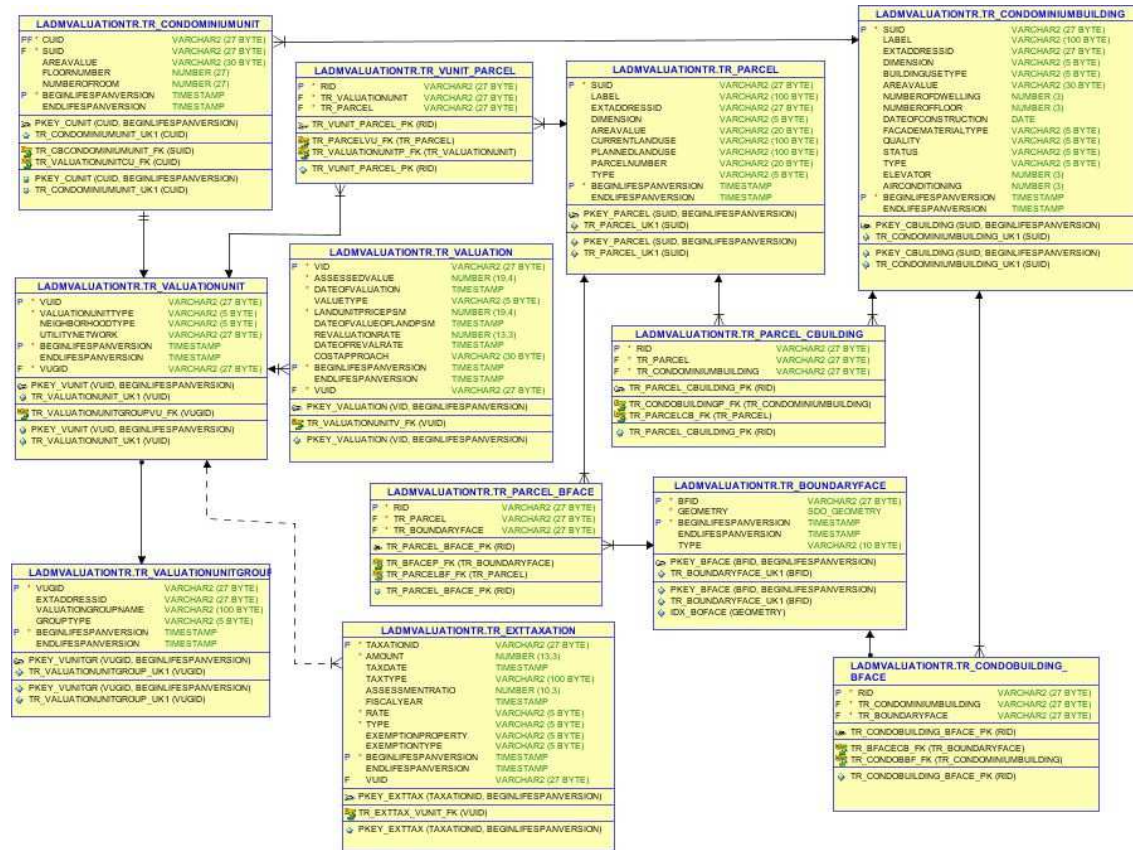 LADMVALUATIONTR.TR_CONDOMINIUMUNIT
PF * CUID VARCHAR2 (27 BYTE)
F * SUID VARCHAR2 (27 BYTE)
AREAVALUE VARCHAR2 (30 BYTE)
FLOORNUMBER NUMBER (27)
NUMBEROFROOM NUMBER (27)
P * BEGINLIFESPANVERSION TIMESTAMP
ENDLIFESPANVERSION TIMESTAMP
PKEY_CUNIT (CUID, BEGINLIFESPANVERSION)
TR_CONDOMINIUMUNIT_UK1 (CUID)
TR_CBCONDOMINIUMUNIT_FK (SUID)
TR_VALUATIONUNITCU_FK (CUID)
PKEY_CUNIT (CUID, BEGINLIFESPANVERSION)
TR_CONDOMINIUMUNIT_UK1 (CUID)
LADMVALUATIONTR.TR_VUNIT_PARCEL
P * RID VARCHAR2 (27 BYTE)
F * TR_VALUATIONUNIT VARCHAR2 (27 BYTE)
F * TR_PARCEL VARCHAR2 (27 BYTE)
TR_VUNIT_PARCEL_PK (RID)
TR_PARCELVU_FK (TR_PARCEL)
TR_VALUATIONUNITP_FK (TR_VALUATIONUNIT)
TR_VUNIT_PARCEL_PK (RID)
LADMVALUATIONTR.TR_PARCEL
P * SUID VARCHAR2 (27 BYTE)
LABEL VARCHAR2 (100 BYTE)
EXTADDRESSID VARCHAR2 (27 BYTE)
DIMENSION VARCHAR2 (5 BYTE)
AREAVALUE VARCHAR2 (20 BYTE)
CURRENTLANDUSE VARCHAR2 (100 BYTE)
PLANNEDLANDUSE VARCHAR2 (100 BYTE)
PARCELNUMBER VARCHAR2 (20 BYTE)
TYPE VARCHAR2 (5 BYTE)
P * BEGINLIFESPANVERSION TIMESTAMP
ENDLIFESPANVERSION TIMESTAMP
PKEY_PARCEL (SUID, BEGINLIFESPANVERSION)
TR_PARCEL_UK1 (SUID)
PKEY_PARCEL (SUID, BEGINLIFESPANVERSION)
TR_PARCEL_UK1 (SUID)
LADMVALUATIONTR.TR_CONDOMINIUMBUILDING
P * SUID VARCHAR2 (27 BYTE)
LABEL VARCHAR2 (100 BYTE)
EXTADDRESSID VARCHAR2 (27 BYTE)
DIMENSION VARCHAR2 (5 BYTE)
BUILDINGUSETYPE VARCHAR2 (5 BYTE)
AREAVALUE VARCHAR2 (30 BYTE)
NUMBEROFDWELLING NUMBER (3)
NUMBEROFFLOOR NUMBER (3)
DATEOFCONSTRUCTION DATE
FACADEMATERIALTYPE VARCHAR2 (5 BYTE)
QUALITY VARCHAR2 (5 BYTE)
STATUS VARCHAR2 (5 BYTE)
TYPE VARCHAR2 (5 BYTE)
ELEVATOR NUMBER (3)
AIRCONDITIONING NUMBER (3)
P * BEGINLIFESPANVERSION TIMESTAMP
ENDLIFESPANVERSION TIMESTAMP
PKEY_CBUILDING (SUID, BEGINLIFESPANVERSION)
TR_CONDOMINIUMBUILDING_UK1 (SUID)
PKEY_CBUILDING (SUID, BEGINLIFESPANVERSION)
TR_CONDOMINIUMBUILDING_UK1 (SUID)
LADMVALUATIONTR.TR_VALUATIONUNIT
P * VUID VARCHAR2 (27 BYTE)
* VALUATIONUNITTYPE VARCHAR2 (5 BYTE)
NEIGHBORHOODTYPE VARCHAR2 (5 BYTE)
UTILITYNETWORK VARCHAR2 (27 BYTE)
P * BEGINLIFESPANVERSION TIMESTAMP
ENDLIFESPANVERSION TIMESTAMP
F * VUGID VARCHAR2 (27 BYTE)
PKEY_VUNIT (VUID, BEGINLIFESPANVERSION)
TR_VALUATION_UNIT_UK1 (VUID)
TR_VALUATIONUNITGROUPVU_FK (VUGID)
PKEY_VUNIT (VUID, BEGINLIFESPANVERSION)
TR_VALUATION_UNIT_UK1 (VUID)
LADMVALUATIONTR.TR_VALUATION
P * VID VARCHAR2 (27 BYTE)
* ASSESSEDVALUE NUMBER (19,4)
* DATEOFVALUATION TIMESTAMP
VALUETYPE VARCHAR2 (5 BYTE)
* LANDUNITPRICEPSM NUMBER (19,4)
DATEOFVALUEOFLANDPSM TIMESTAMP
REVALUATIONRATE NUMBER (13,3)
DATEOFREVALRATE TIMESTAMP
COSTAPPROACH VARCHAR2 (30 BYTE)
P * BEGINLIFESPANVERSION TIMESTAMP
ENDLIFESPANVERSION TIMESTAMP
F * VUID VARCHAR2 (27 BYTE)
PKEY_VALUATION (VID, BEGINLIFESPANVERSION)
TR_VALUATIONUNITV_FK (VUID)
PKEY_VALUATION (VID, BEGINLIFESPANVERSION)
LADMVALUATIONTR.TR_PARCEL_CBUILDING
P * RID VARCHAR2 (27 BYTE)
F * TR_PARCEL VARCHAR2 (27 BYTE)
F * TR_CONDOMINIUMBUILDING VARCHAR2 (27 BYTE)
TR_PARCEL_CBUILDING_PK (RID)
TR_CONDOBUILDINGP_FK (TR_CONDOMINIUMBUILDING)
TR_PARCELCB_FK (TR_PARCEL)
TR_PARCEL_CBUILDING_PK (RID)
LADMVALUATIONTR.TR_PARCEL_BFACE
P * RID VARCHAR2 (27 BYTE)
F * TR_PARCEL VARCHAR2 (27 BYTE)
F * TR_BOUNDARYFACE VARCHAR2 (27 BYTE)
TR_PARCEL_BFACE_PK (RID)
TR_BFACEP_FK (TR_BOUNDARYFACE)
TR_PARCELBF_FK (TR_PARCEL)
TR_PARCEL_BFACE_PK (RID)
LADMVALUATIONTR.TR_BOUNDARYFACE
P * BFID VARCHAR2 (27 BYTE)
* GEOMETRY SDO_GEOMETRY
P * BEGINLIFESPANVERSION TIMESTAMP
ENDLIFESPANVERSION TIMESTAMP
TYPE VARCHAR2 (10 BYTE)
PKEY_BFACE (BFID, BEGINLIFESPANVERSION)
TR_BOUNDARYFACE_UK1 (BFID)
PKEY_BFACE (BFID, BEGINLIFESPANVERSION)
TR_BOUNDARYFACE_UK1 (BFID)
IDX_BOFACE (GEOMETRY)
LADMVALUATIONTR.TR_VALUATIONUNITGROUP
P * VUGID VARCHAR2 (27 BYTE)
EXTADDRESSID VARCHAR2 (27 BYTE)
VALUATIONGROUPNAME VARCHAR2 (100 BYTE)
GROUPTYPE VARCHAR2 (5 BYTE)
P * BEGINLIFESPANVERSION TIMESTAMP
ENDLIFESPANVERSION TIMESTAMP
PKEY_VUNITGR (VUGID, BEGINLIFESPANVERSION)
TR_VALUATIONUNITGROUP_UK1 (VUGID)
PKEY_VUNITGR (VUGID, BEGINLIFESPANVERSION)
TR_VALUATIONUNITGROUP_UK1 (VUGID)
LADMVALUATIONTR.TR_EXTTAXATION
P * TAXATIONID VARCHAR2 (27 BYTE)
* AMOUNT NUMBER (13,3)
TAXDATE TIMESTAMP
TAXTYPE VARCHAR2 (100 BYTE)
ASSESSMENTRATIO NUMBER (10,3)
FISCALYEAR TIMESTAMP
* RATE VARCHAR2 (5 BYTE)
* TYPE VARCHAR2 (5 BYTE)
EXEMPTIONPROPERTY VARCHAR2 (5 BYTE)
EXEMPTIONTYPE VARCHAR2 (5 BYTE)
P * BEGINLIFESPANVERSION TIMESTAMP
ENDLIFESPANVERSION TIMESTAMP
F VUID VARCHAR2 (27 BYTE)
PKEY_EXTTAX (TAXATIONID, BEGINLIFESPANVERSION)
TR_EXTTAX_VUNIT_FK (VUID)
PKEY_EXTTAX (TAXATIONID, BEGINLIFESPANVERSION)
LADMVALUATIONTR.TR_CONDOBUILDING_
BFACE
P * RID VARCHAR2 (27 BYTE)
F * TR_CONDOMINIUMBUILDING VARCHAR2 (27 BYTE)
F * TR_BOUNDARYFACE VARCHAR2 (27 BYTE)
TR_CONDOBUILDING_BFACE_PK (RID)
TR_BFACECB_FK (TR_BOUNDARYFACE)
TR_CONDOBBF_FK (TR_CONDOMINIUMBUILDING)
TR_CONDOBUILDING_BFACE_PK (RID)